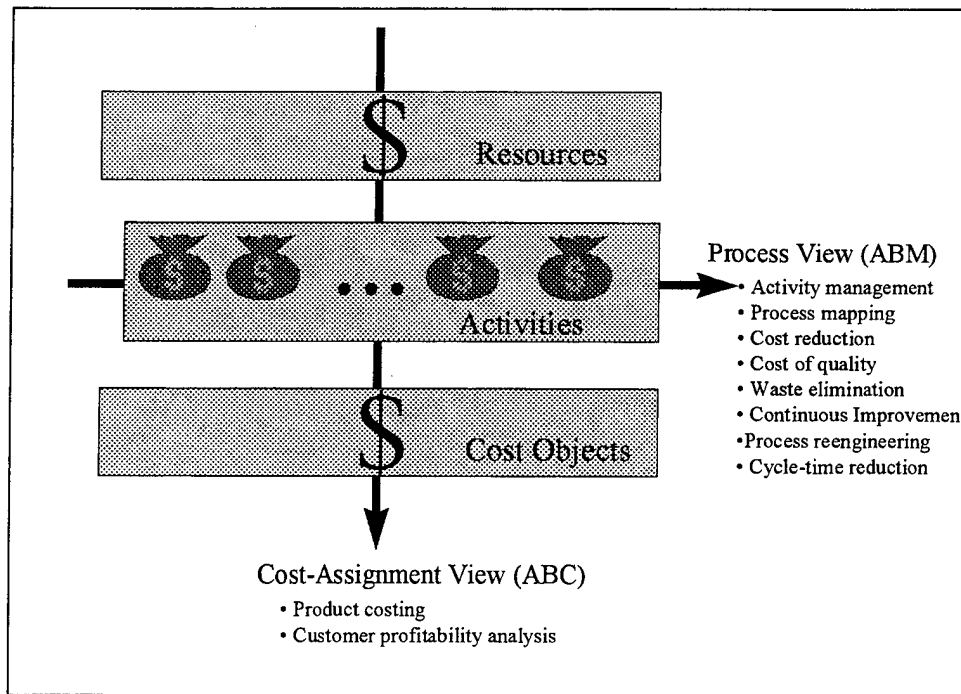 $
Resources
$ $ $ $
• • •
Activities
$
Cost Objects
Process View (ABM)
• Activity management
• Process mapping
• Cost reduction
• Cost of quality
• Waste elimination
• Continuous Improvemen
•Process reengineering
• Cycle-time reduction
Cost-Assignment View (ABC)
• Product costing
• Customer profitability analysis